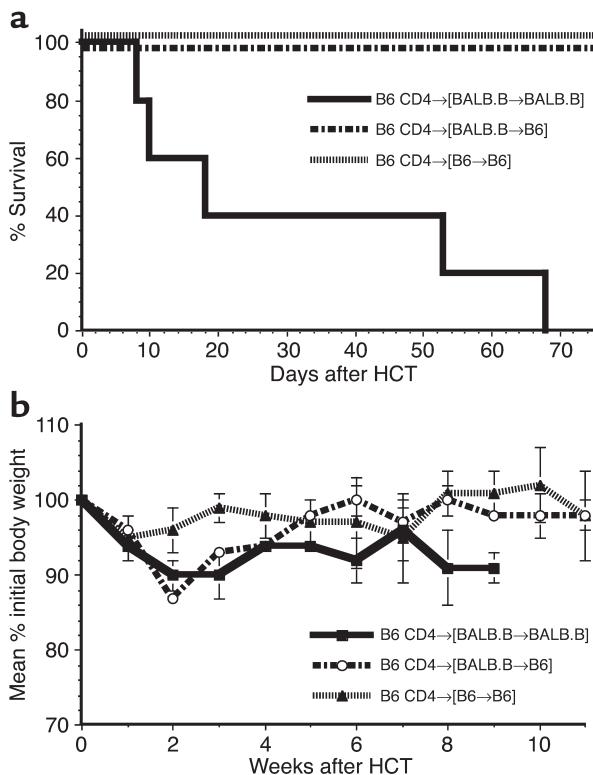 a
100
80
60
40
20
0
% Survival
B6 CD4→[BALB.B→BALB.B]
B6 CD4→[BALB.B→B6]
B6 CD4→[B6→B6]
0 10 20 30 40 50 60 70
Days after HCT
b
110
100
90
80
70
Mean % initial body weight
B6 CD4→[BALB.B→BALB.B]
B6 CD4→[BALB.B→B6]
B6 CD4→[B6→B6]
0 2 4 6 8 10
Weeks after HCT